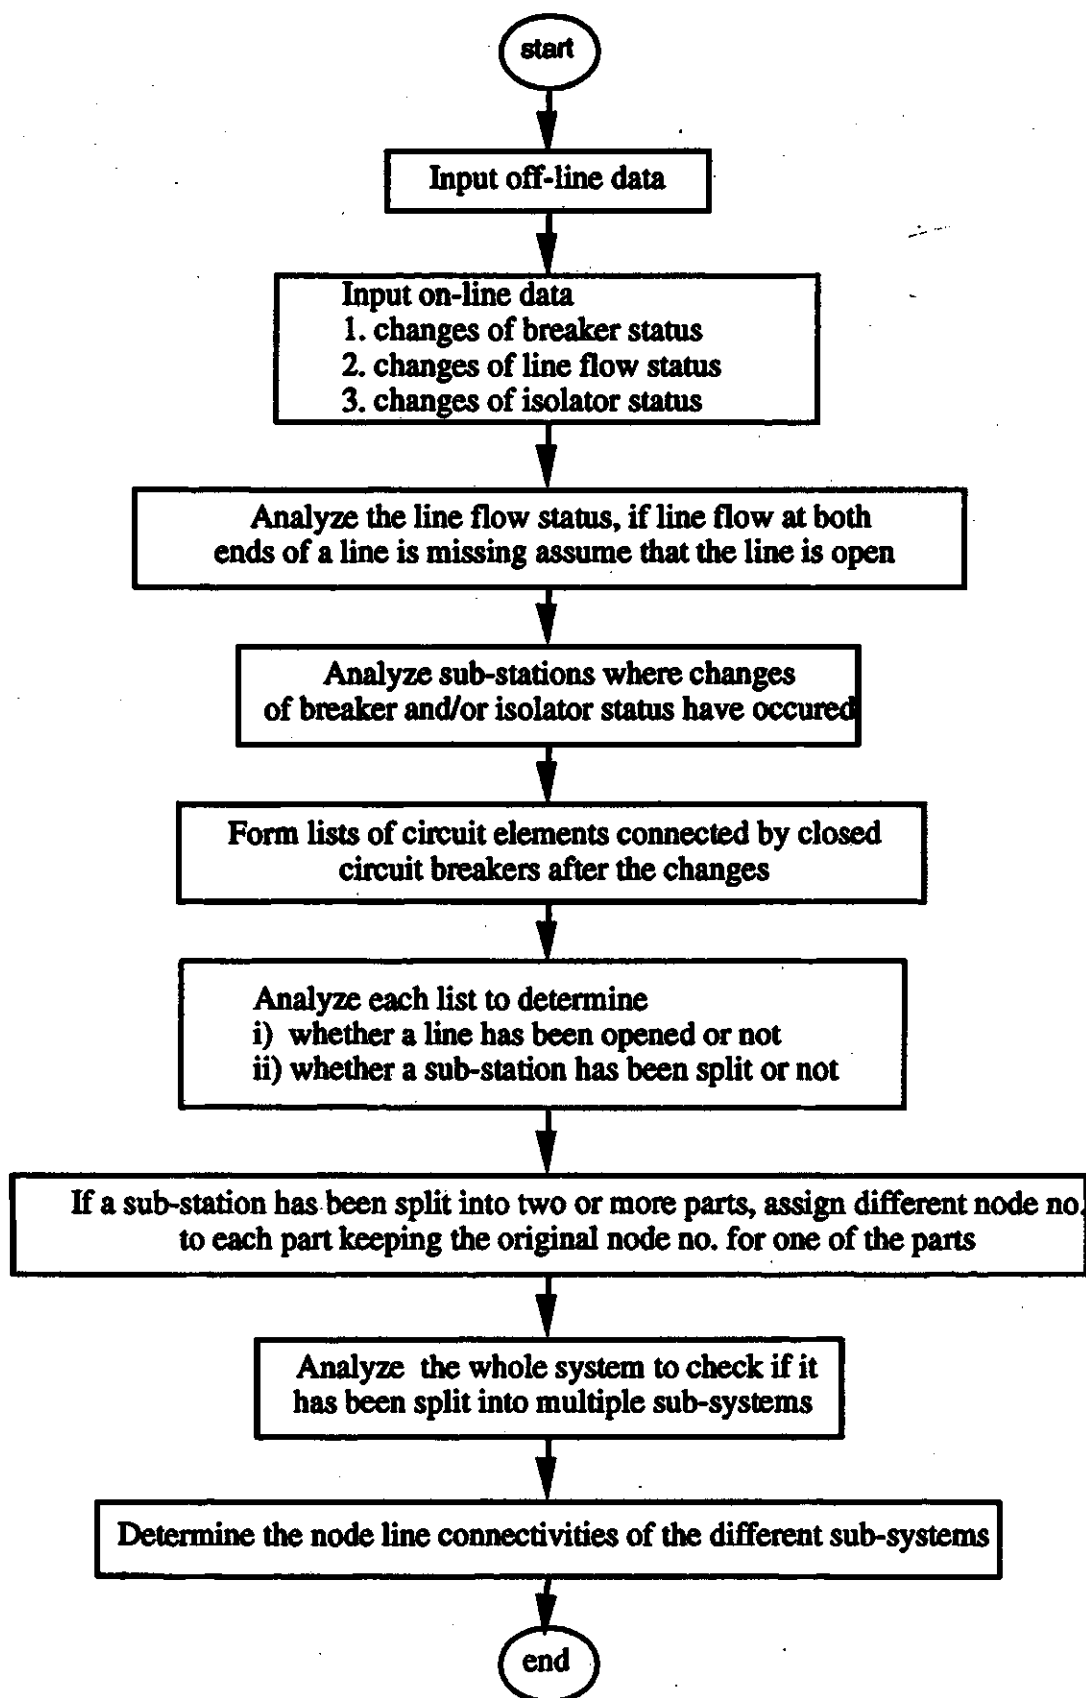 start
Input off-line data
Input on-line data
1. changes of breaker status
2. changes of line flow status
3. changes of isolator status
Analyze the line flow status, if line flow at both
ends of a line is missing assume that the line is open
Analyze sub-stations where changes
of breaker and/or isolator status have occured
Form lists of circuit elements connected by closed
circuit breakers after the changes
Analyze each list to determine
i) whether a line has been opened or not
ii) whether a sub-station has been split or not
If a sub-station has been split into two or more parts, assign different node no.
to each part keeping the original node no. for one of the parts
Analyze the whole system to check if it
has been split into multiple sub-systems
Determine the node line connectivities of the different sub-systems
end